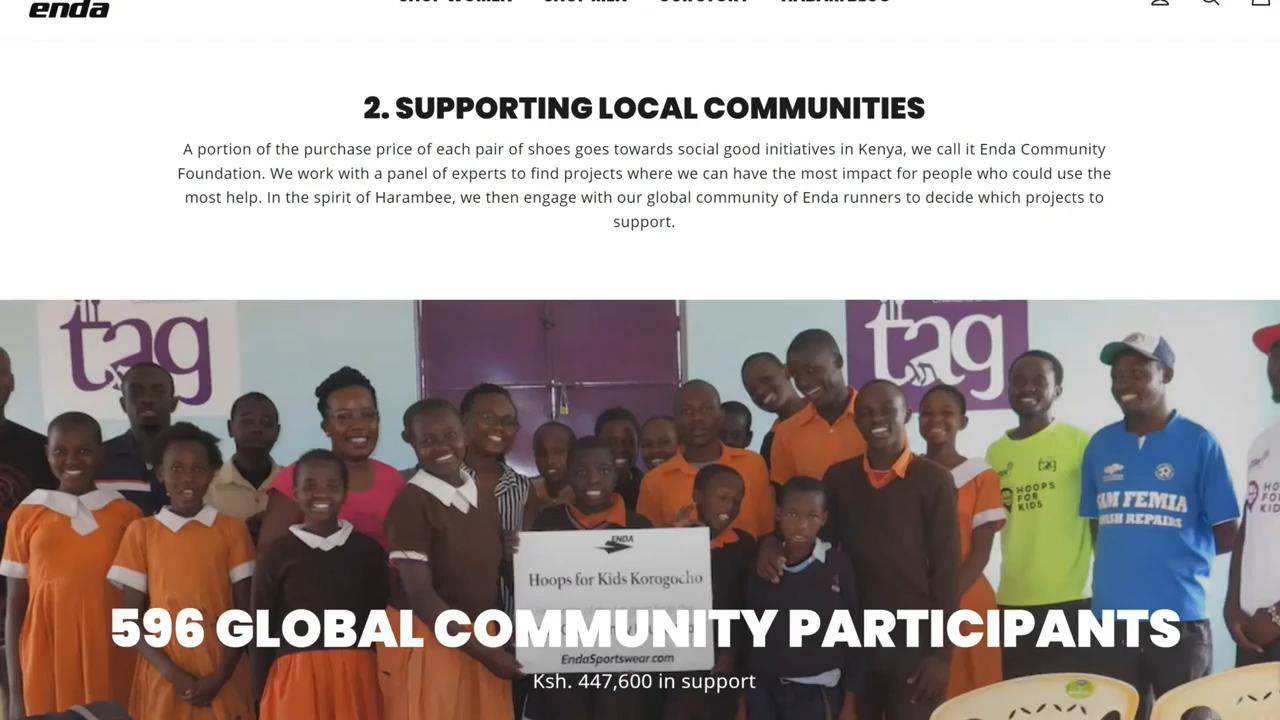 enda
2. SUPPORTING LOCAL COMMUNITIES
A portion of the purchase price of each pair of shoes goes towards social good initiatives in Kenya, we call it Enda Community
Foundation. We work with a panel of experts to find projects where we can have the most impact for people who could use the
most help. In the spirit of Harambee, we then engage with our global community of Enda runners to decide which projects to
support.
tag
tag
tag
HOOPS
FOR
KIDS
FEMIA
REPAIRS
ENDA
Hoops for Kids Korogocho
596 GLOBAL COMMUNITY PARTICIPANTS
EndaSportswear.com
Ksh. 447,600 in support